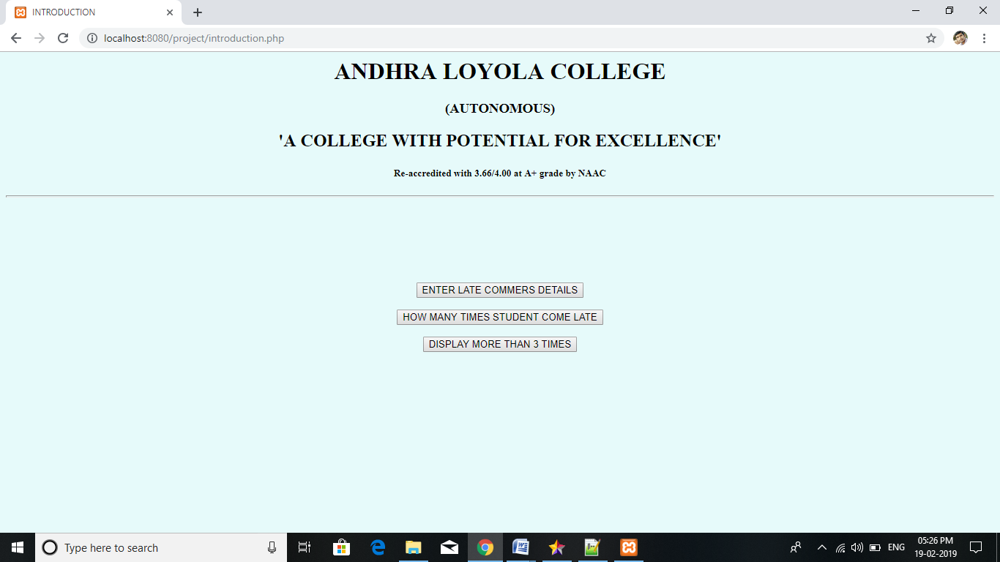 INTRODUCTION
localhost:8080/project/introduction.php
ANDHRA LOYOLA COLLEGE
(AUTONOMOUS)
'A COLLEGE WITH POTENTIAL FOR EXCELLENCE'
Re-accredited with 3.66/4.00 at A+ grade by NAAC
ENTER LATE COMMERS DETAILS
HOW MANY TIMES STUDENT COME LATE
DISPLAY MORE THAN 3 TIMES
Type here to search
ENG
05:26 PM
19-02-2019